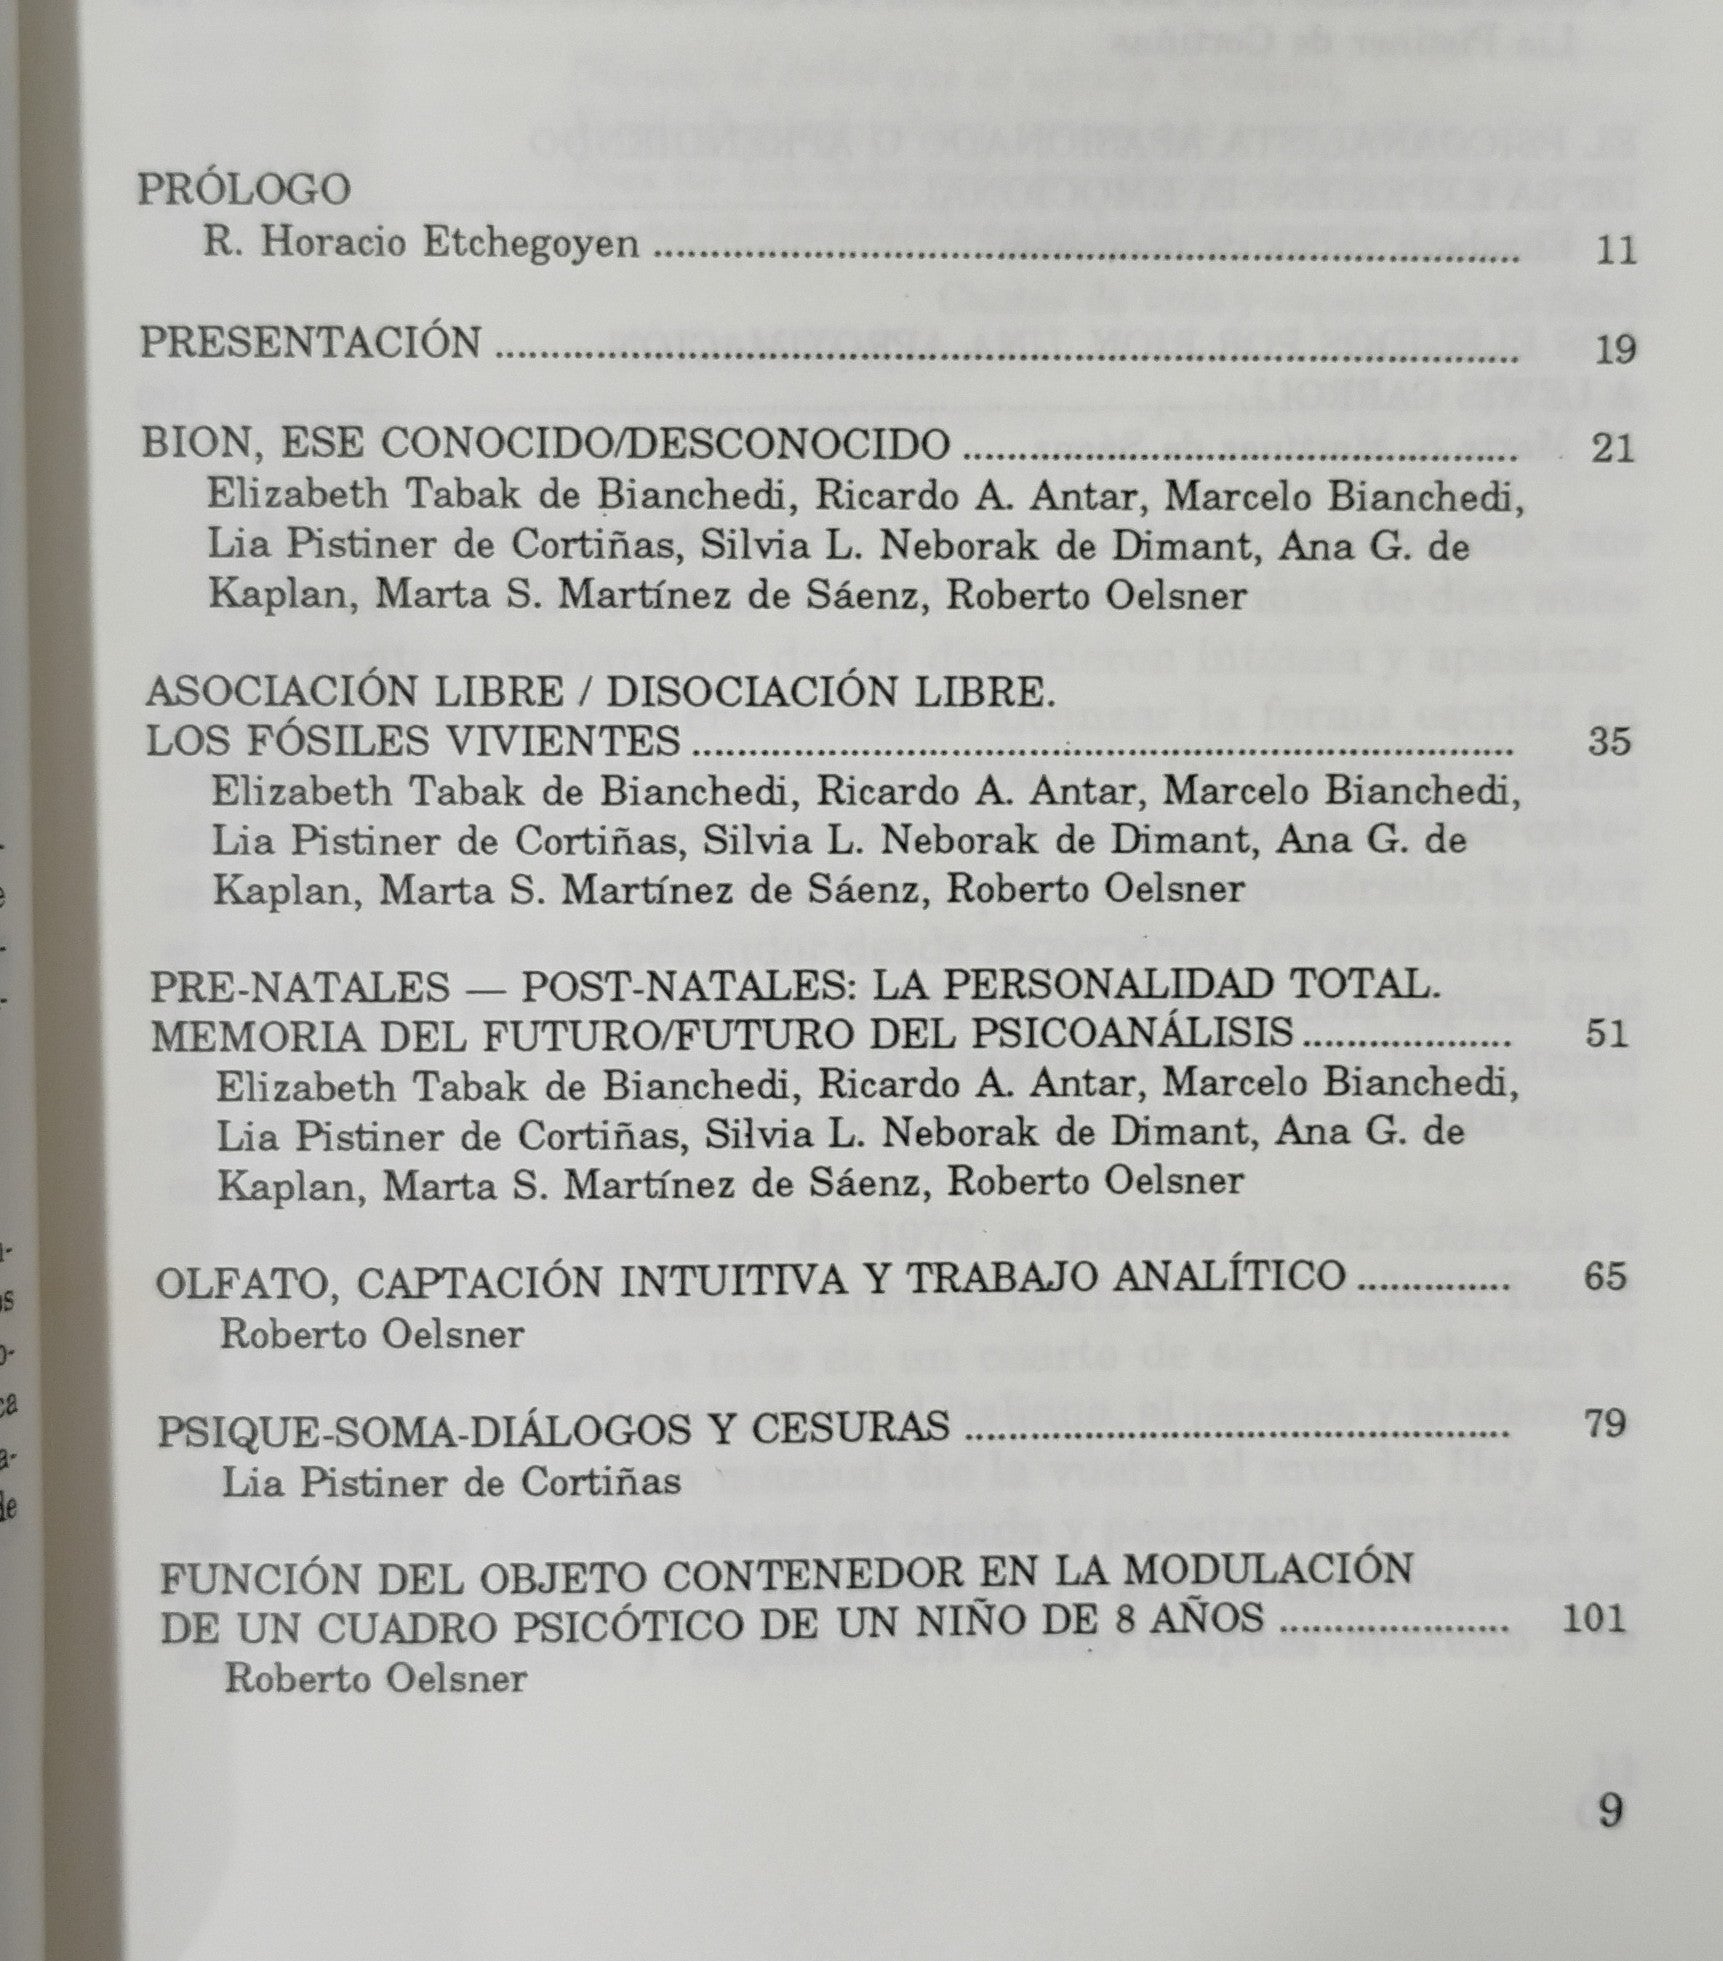 PRÓLOGO
R. Horacio Etchegoyen ........................................................................ 11
PRESENTACIÓN ........................................................................ 19
BION, ESE CONOCIDO/DESCONOCIDO ........................................................................ 21
Elizabeth Tabak de Bianchedi, Ricardo A. Antar, Marcelo Bianchedi,
Lia Pistiner de Cortiñas, Silvia L. Neborak de Dimant, Ana G. de
Kaplan, Marta S. Martínez de Sáenz, Roberto Oelsner
ASOCIACIÓN LIBRE / DISOCIACIÓN LIBRE.
LOS FÓSILES VIVIENTES ........................................................................ 35
Elizabeth Tabak de Bianchedi, Ricardo A. Antar, Marcelo Bianchedi,
Lia Pistiner de Cortiñas, Silvia L. Neborak de Dimant, Ana G. de
Kaplan, Marta S. Martínez de Sáenz, Roberto Oelsner
PRE-NATALES — POST-NATALES: LA PERSONALIDAD TOTAL.
MEMORIA DEL FUTURO/FUTURO DEL PSICOANÁLISIS ................... 51
Elizabeth Tabak de Bianchedi, Ricardo A. Antar, Marcelo Bianchedi,
Lia Pistiner de Cortiñas, Silvia L. Neborak de Dimant, Ana G. de
Kaplan, Marta S. Martínez de Sáenz, Roberto Oelsner
OLFATO, CAPTACIÓN INTUITIVA Y TRABAJO ANALÍTICO .............. 65
Roberto Oelsner
PSIQUE-SOMA-DIÁLOGOS Y CESURAS .................................................. 79
Lia Pistiner de Cortiñas
FUNCIÓN DEL OBJETO CONTENEDOR EN LA MODULACIÓN
DE UN CUADRO PSICÓTICO DE UN NIÑO DE 8 AÑOS ..................... 101
Roberto Oelsner
9